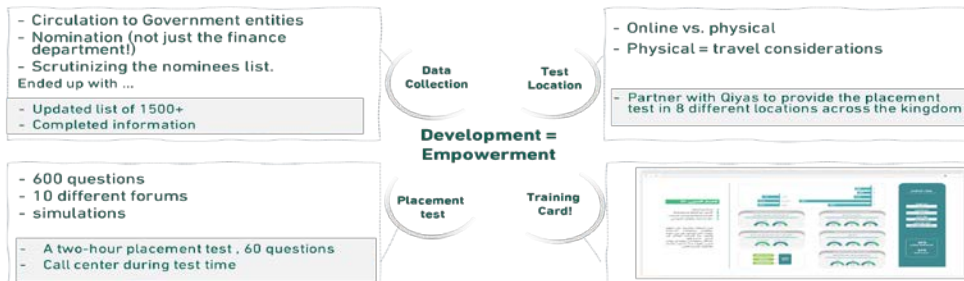 - Circulation to Government entities
- Nomination (not just the finance
department!)
- Scrutinizing the nominees list.
Ended up with ...
- Updated list of 1500+
- Completed information
Data
Collection
Test
Location
- Online vs. physical
- Physical = travel considerations
- Partner with Qiyas to provide the placement
test in 8 different locations across the kingdom
Development =
Empowerment
- 600 questions
- 10 different forums
- simulations
- A two-hour placement test , 60 questions
- Call center during test time
Placement
test
Training
Card!